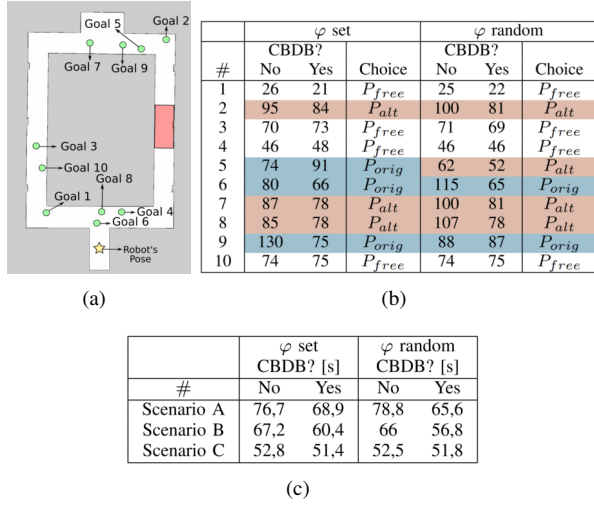 Goal 5
Goal 2
Goal 7
Goal 9
Goal 3
Goal 10
Goal 8
Goal 1
Goal 4
Goal 6
Robot's
Pose
(a)
φ set φ random
CBDB? CBDB?
# No Yes Choice No Yes Choice
1 26 21 P_free 25 22 P_free
2 95 84 P_alt 100 81 P_alt
3 70 73 P_free 71 69 P_free
4 46 48 P_free 46 46 P_free
5 74 91 P_orig 62 52 P_alt
6 80 66 P_orig 115 65 P_orig
7 87 78 P_alt 100 81 P_alt
8 85 78 P_alt 107 78 P_alt
9 130 75 P_orig 88 87 P_orig
10 74 75 P_free 74 75 P_free
(b)
φ set φ random
CBDB? [s] CBDB? [s]
# No Yes No Yes
Scenario A 76,7 68,9 78,8 65,6
Scenario B 67,2 60,4 66 56,8
Scenario C 52,8 51,4 52,5 51,8
(c)